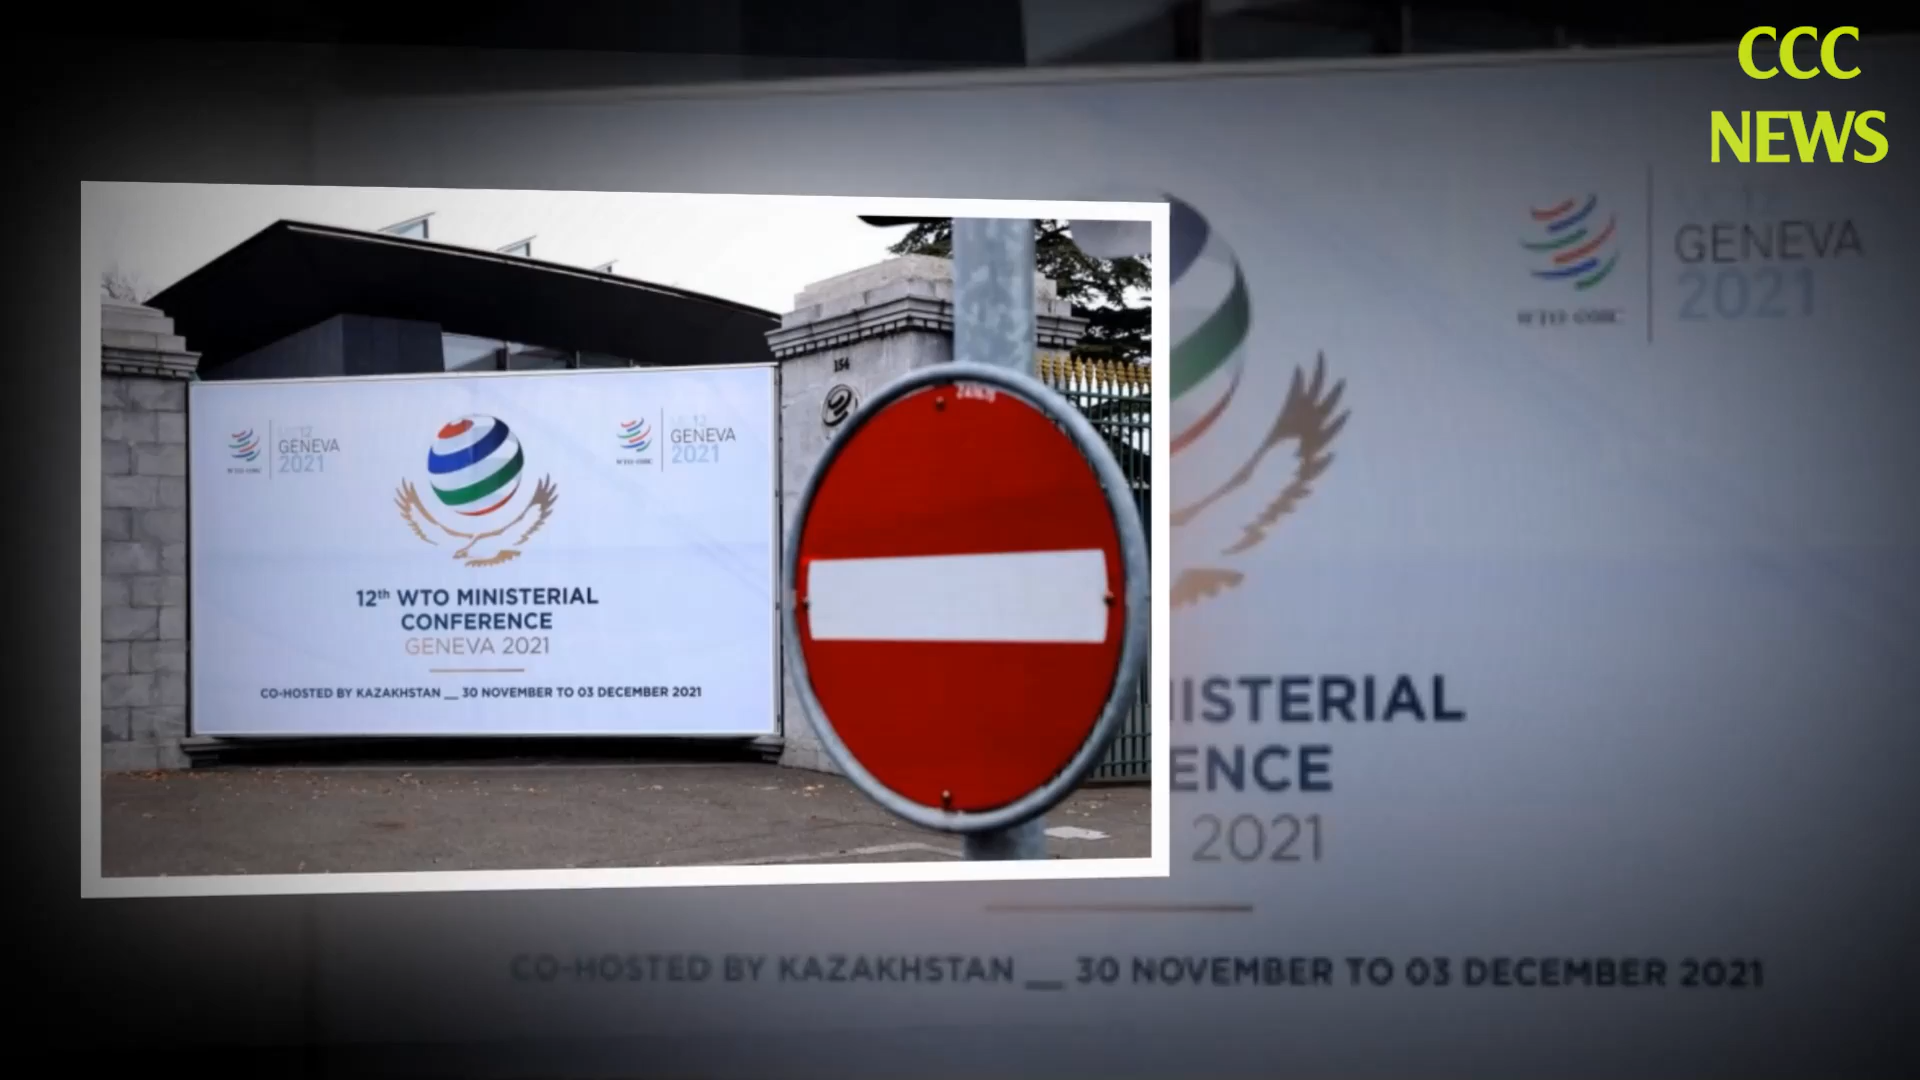 CCC
NEWS
GENEVA
2021
154
12
GENEVA
2021
12
GENEVA
2021
12th WTO MINISTERIAL
CONFERENCE
GENEVA 2021
CO-HOSTED BY KAZAKHSTAN __ 30 NOVEMBER TO 03 DECEMBER 2021
ISTERIAL
ENCE
2021
CO-HOSTED BY KAZAKHSTAN __ 30 NOVEMBER TO 03 DECEMBER 2021